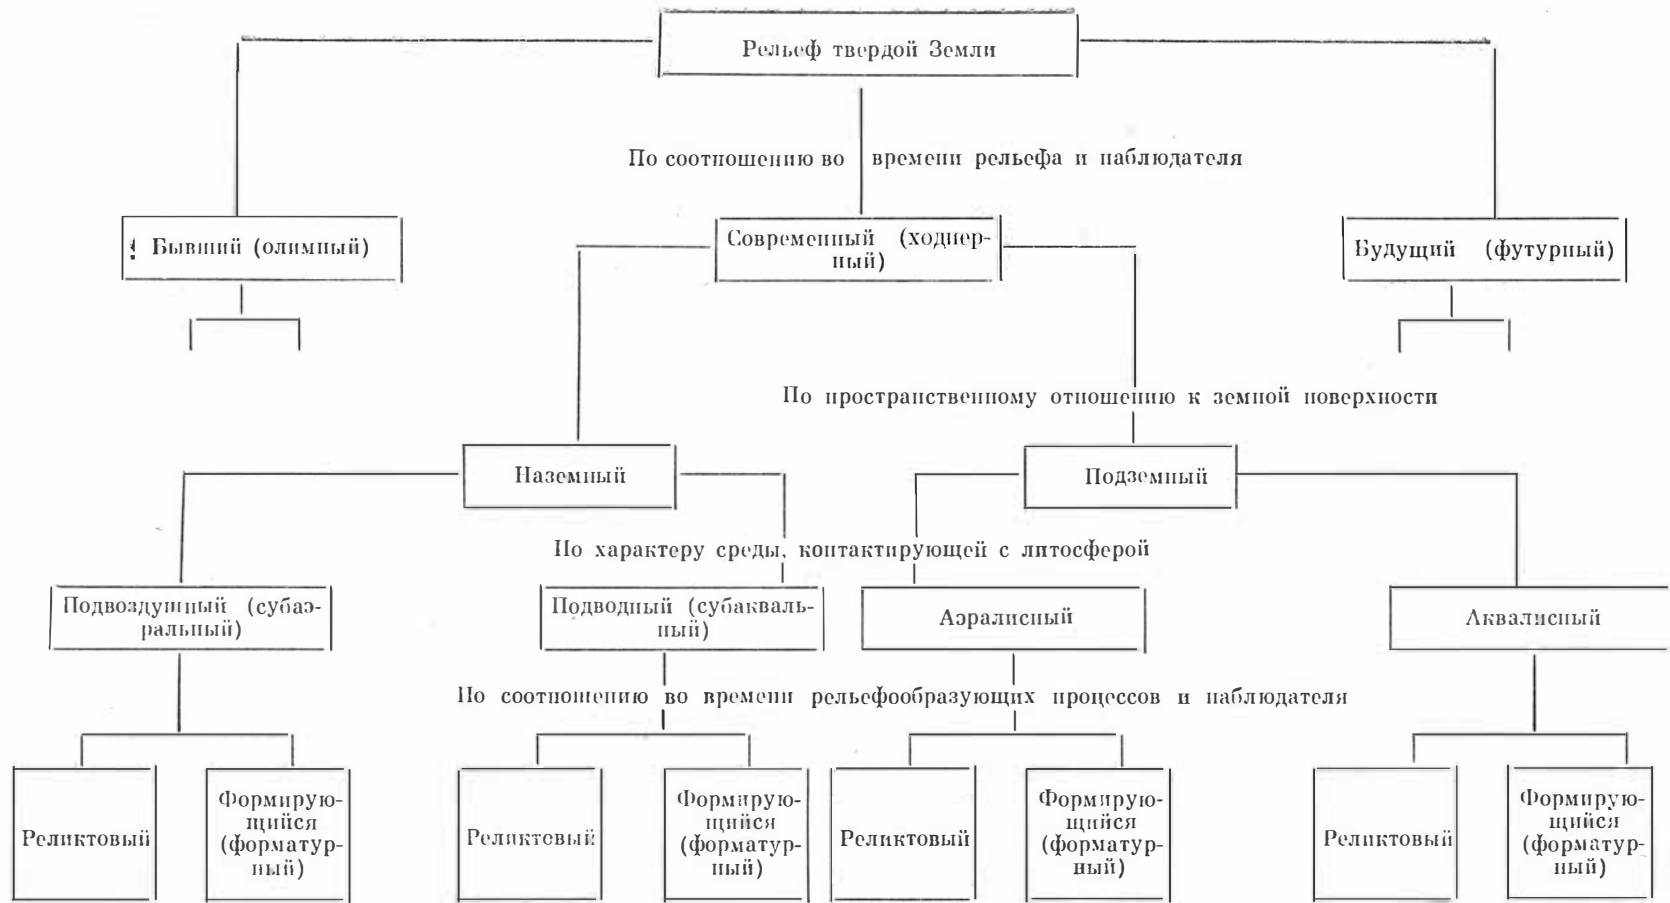 Рельеф твердой Земли
По соотношению во времени рельефа и наблюдателя
Бывший (олимный)
Современный (ходиер-
ный)
Будущий (футурный)
По пространственному отношению к земной поверхности
Наземный
Подземный
По характеру среды, контактирующей с литосферой
Подвоздушный (субаэ-
ральный)
Подводный (субакваль-
ный)
Аэралисный
Аквалисный
По соотношению во времени рельефообразующих процессов и наблюдателя
Реликтовый
Формирую-
щийся
(форматур-
ный)
Реликтовый
Формирую-
щийся
(форматур-
ный)
Реликтовый
Формирую-
щийся
(форматур-
ный)
Реликтовый
Формирую-
щийся
(форматур-
ный)